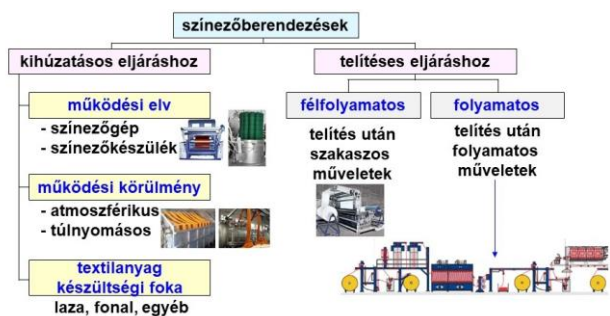 színezőberendezések
kihúzatásos eljáráshoz
működési elv
- színezőgép
- színezőkészülék
működési körülmény
- atmoszférikus
- túlnyomásos
textilanyag
készültségi foka
laza, fonal, egyéb
telítéses eljáráshoz
félfolyamatos
telítés után
szakaszos
műveletek
folyamatos
telítés után
folyamatos
műveletek